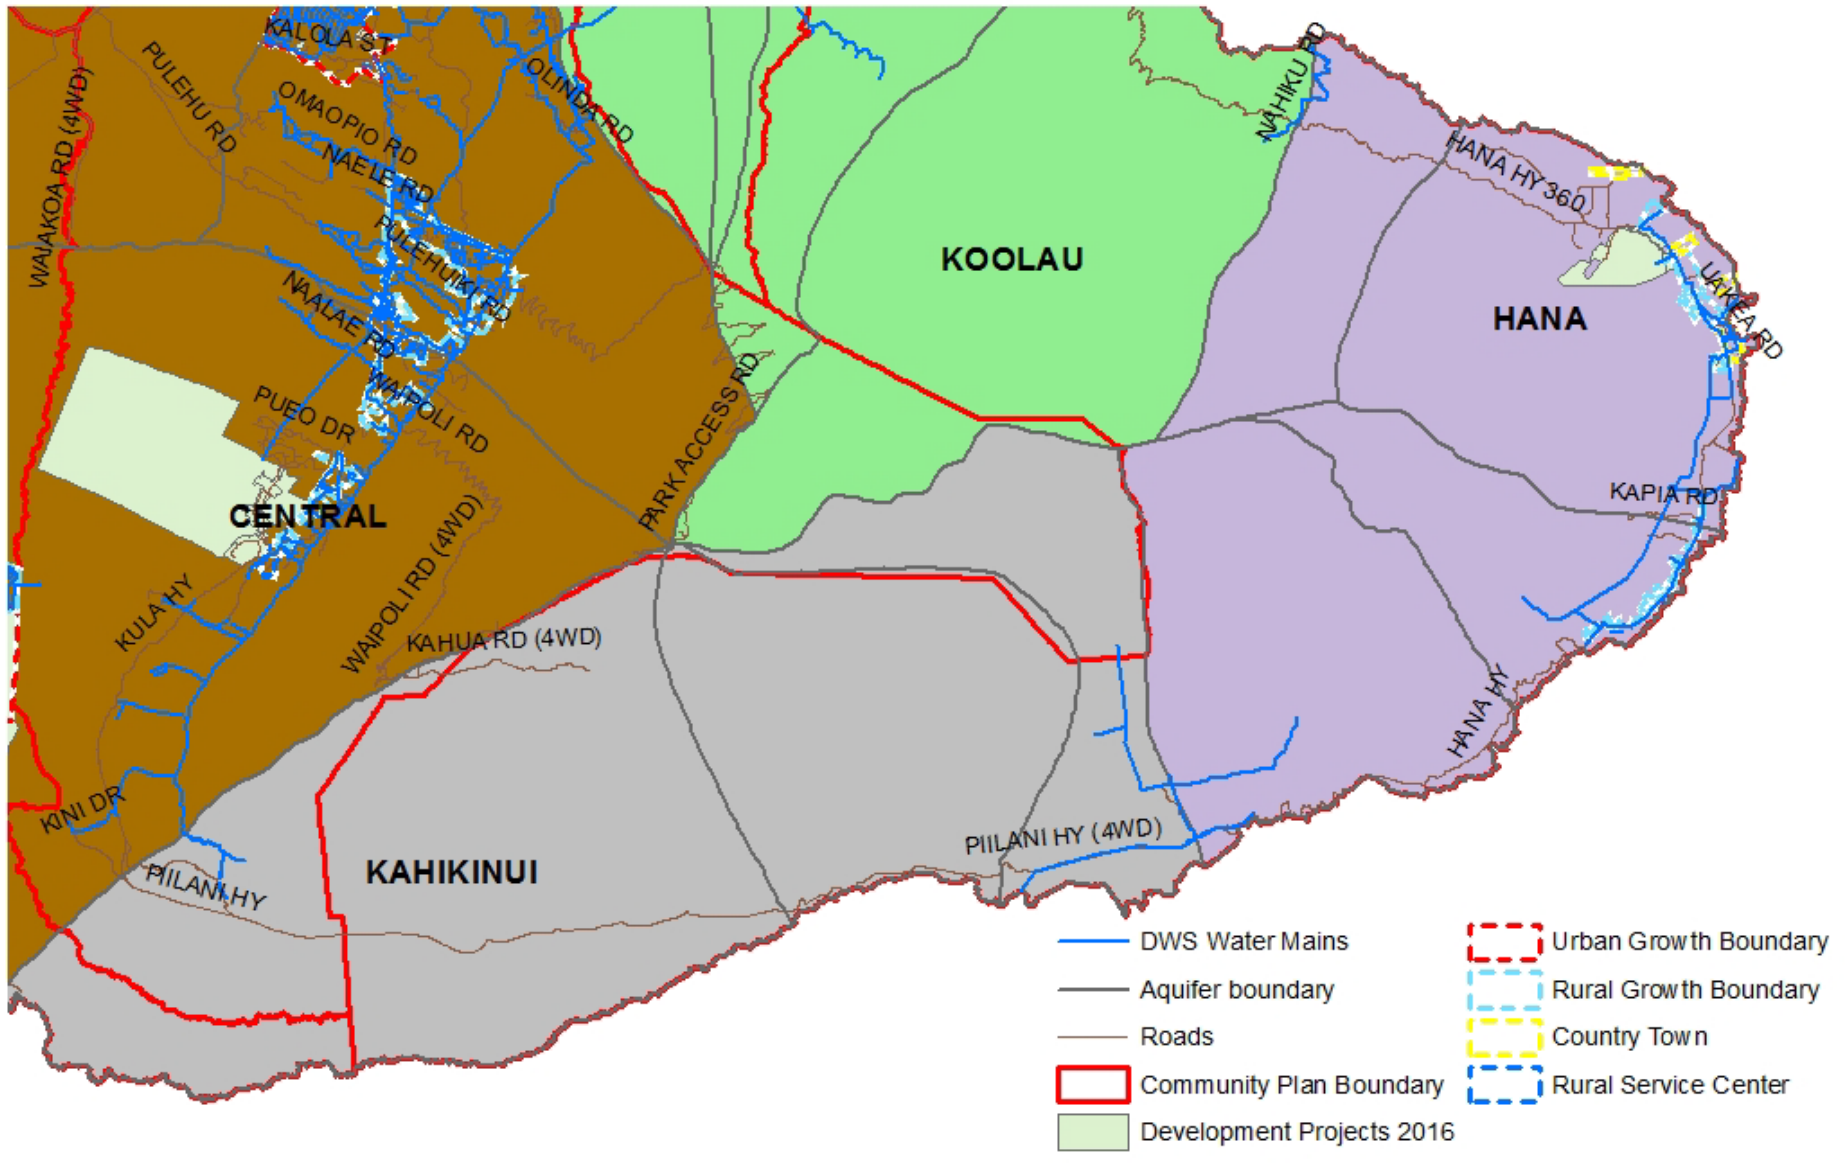 KALOLA ST
PULEHU RD
WAIAKOA RD (4WD)
OMAOPIO RD
OLINDA RD
NAELE RD
PULEHUIKI RD
NAALAE RD
WAIPOLI RD
PUEO DR
CENTRAL
PARK ACCESS RD
WAIPOLI RD (4WD)
KULA HY
KAHUA RD (4WD)
KINI DR
PIILANI HY
KAHIKINUI
KOOLAU
NAHIKU RD
HANA HY 360
HANA
UAKEA RD
KAPIA RD
HANA HY
PIILANI HY (4WD)
DWS Water Mains
Aquifer boundary
Roads
Community Plan Boundary
Development Projects 2016
Urban Growth Boundary
Rural Growth Boundary
Country Town
Rural Service Center